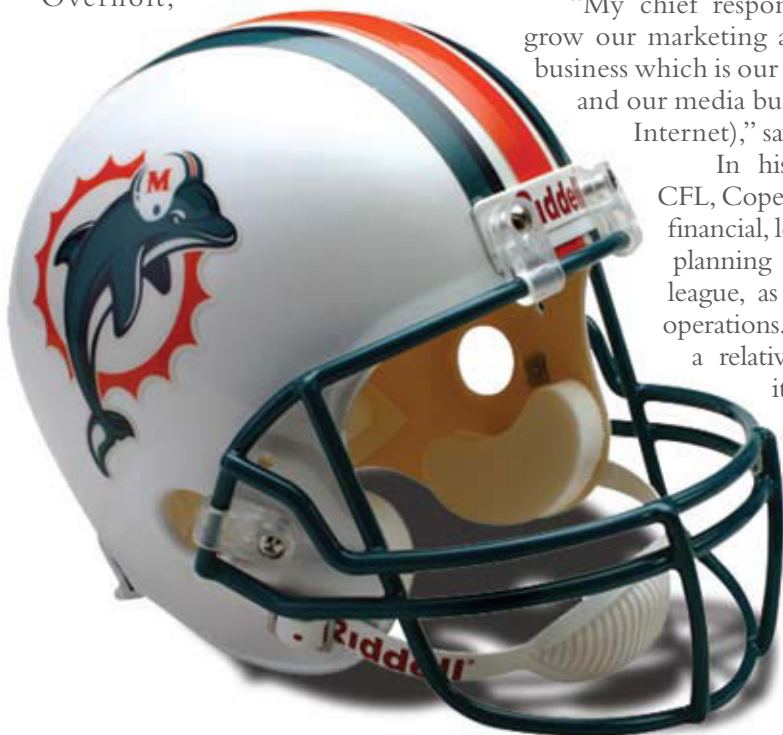 Overholt,
"My chief respon
grow our marketing a
business which is our
and our media bu
Internet)," sa
In his
CFL, Cope
financial, l
planning
league, as
operations.
a relativ
it
M
Riddell
Riddell